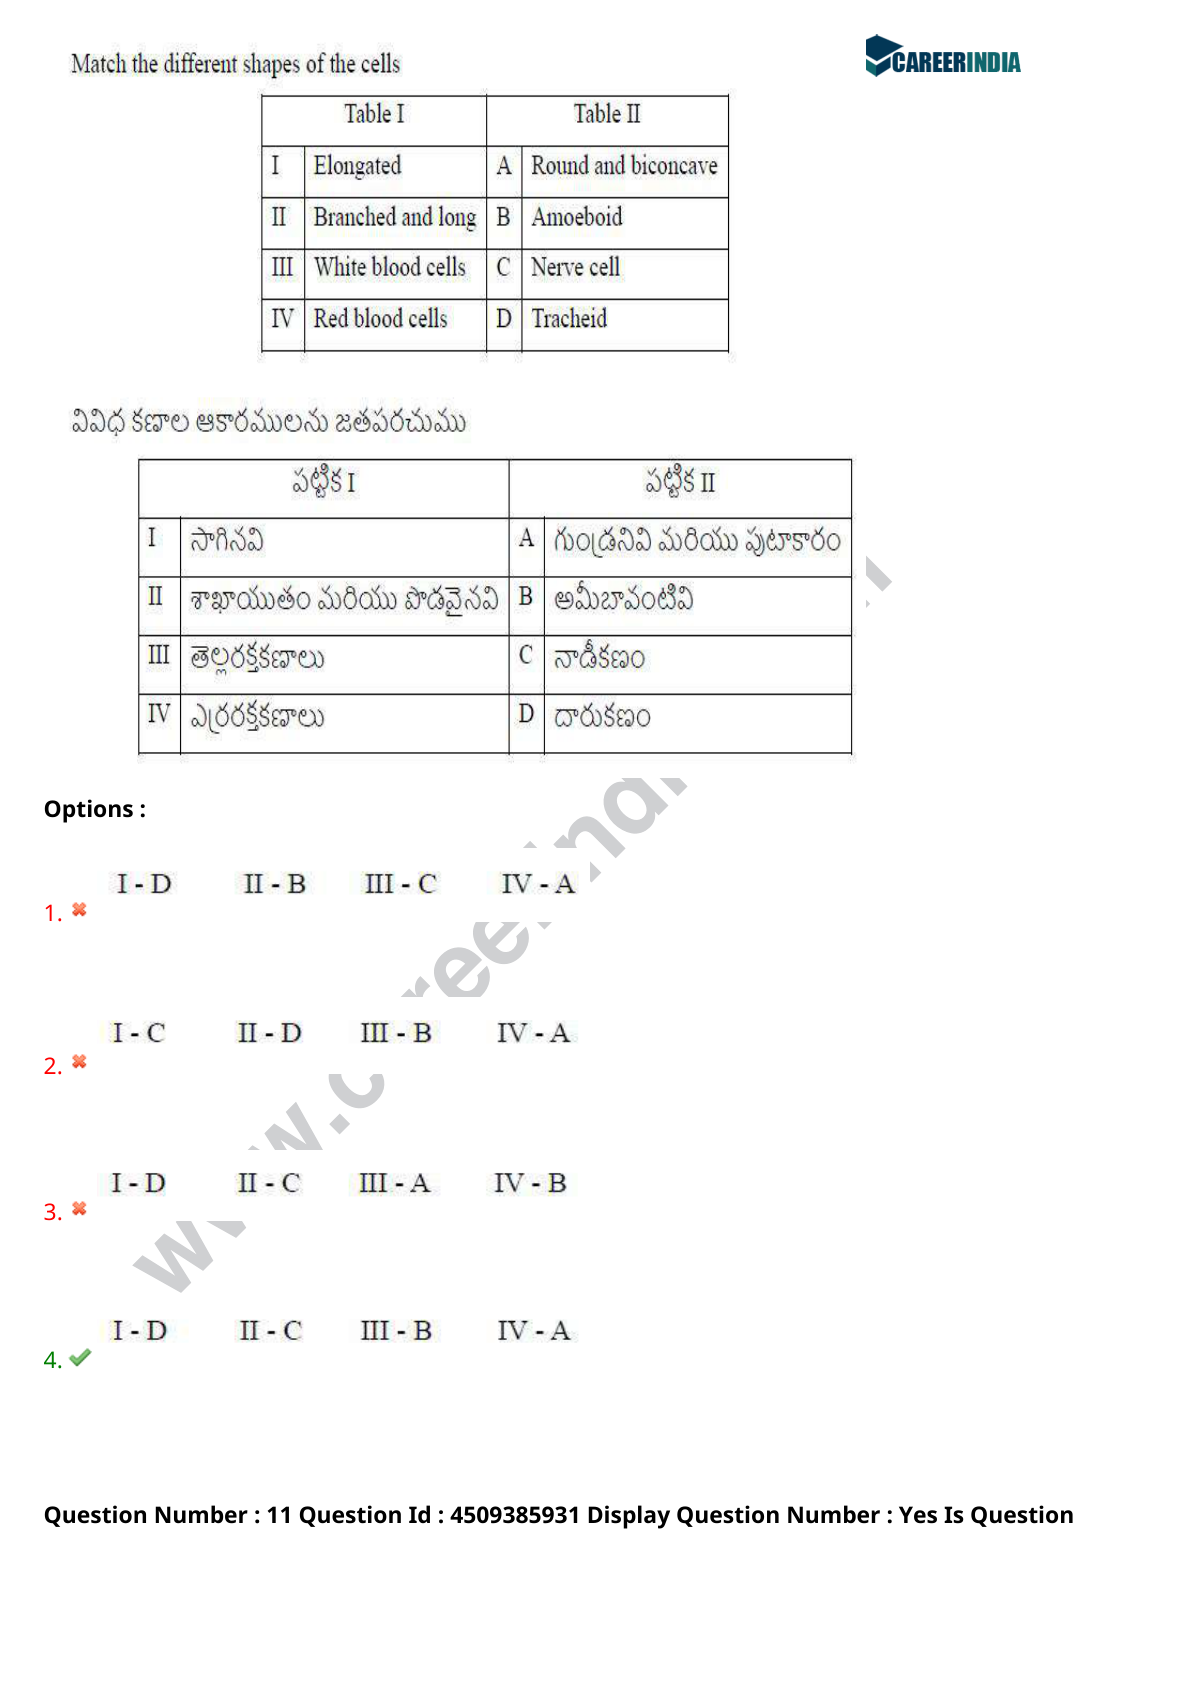 CAREERINDIA
Match the different shapes of the cells
Table I Table II
I Elongated A Round and biconcave
II Branched and long B Amoeboid
III White blood cells C Nerve cell
IV Red blood cells D Tracheid
వివిధ కణాల ఆకారములను జతపరచుము
పట్టిక I పట్టిక II
I సాగినవి A గుండ్రనివి మరియు పుటాకారం
II శాఖాయుతం మరియు పొడవైనవి B అమీబావంటివి
III తెల్లరక్తకణాలు C నాడీకణం
IV ఎర్రరక్తకణాలు D దారుకణం
Options :
I - D II - B III - C IV - A
1.
I - C II - D III - B IV - A
2.
I - D II - C III - A IV - B
3.
I - D II - C III - B IV - A
4.
Question Number : 11 Question Id : 4509385931 Display Question Number : Yes Is Question